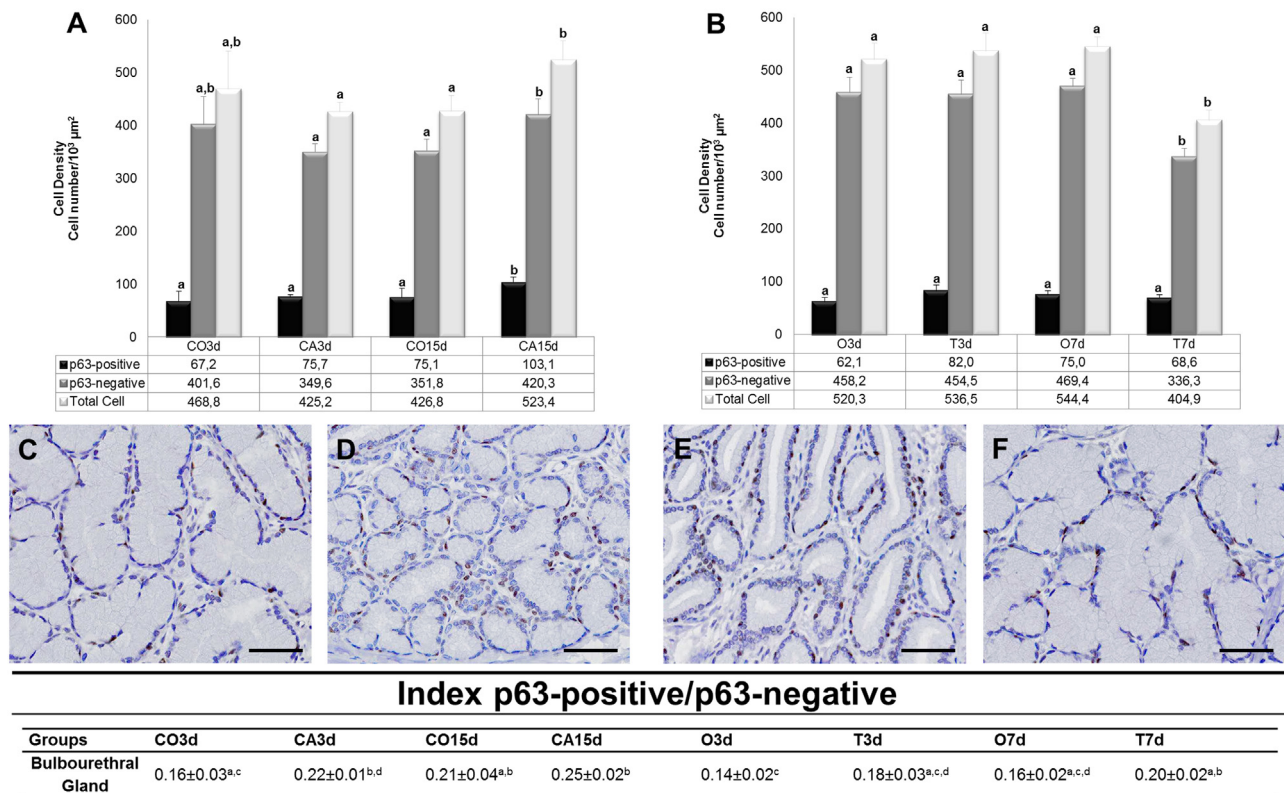 A
600
500
400
300
200
100
0
Cell Density
Cell number/10³ µm²
a,b
a,b
a
a
a
a
a
a
a
b
b
b
CO3d CA3d CO15d CA15d
p63-positive 67,2 75,7 75,1 103,1
p63-negative 401,6 349,6 351,8 420,3
Total Cell 468,8 425,2 426,8 523,4
B
600
500
400
300
200
100
0
Cell Density
Cell number/10³ µm²
a
a
a
a
a
a
a
a
a
a
b
b
O3d T3d O7d T7d
p63-positive 62,1 82,0 75,0 68,6
p63-negative 458,2 454,5 469,4 336,3
Total Cell 520,3 536,5 544,4 404,9
C
D
E
F
Index p63-positive/p63-negative
Groups CO3d CA3d CO15d CA15d O3d T3d O7d T7d
Bulbourethral
Gland 0.16±0.03a,c 0.22±0.01b,d 0.21±0.04a,b 0.25±0.02b 0.14±0.02c 0.18±0.03a,c,d 0.16±0.02a,c,d 0.20±0.02a,b